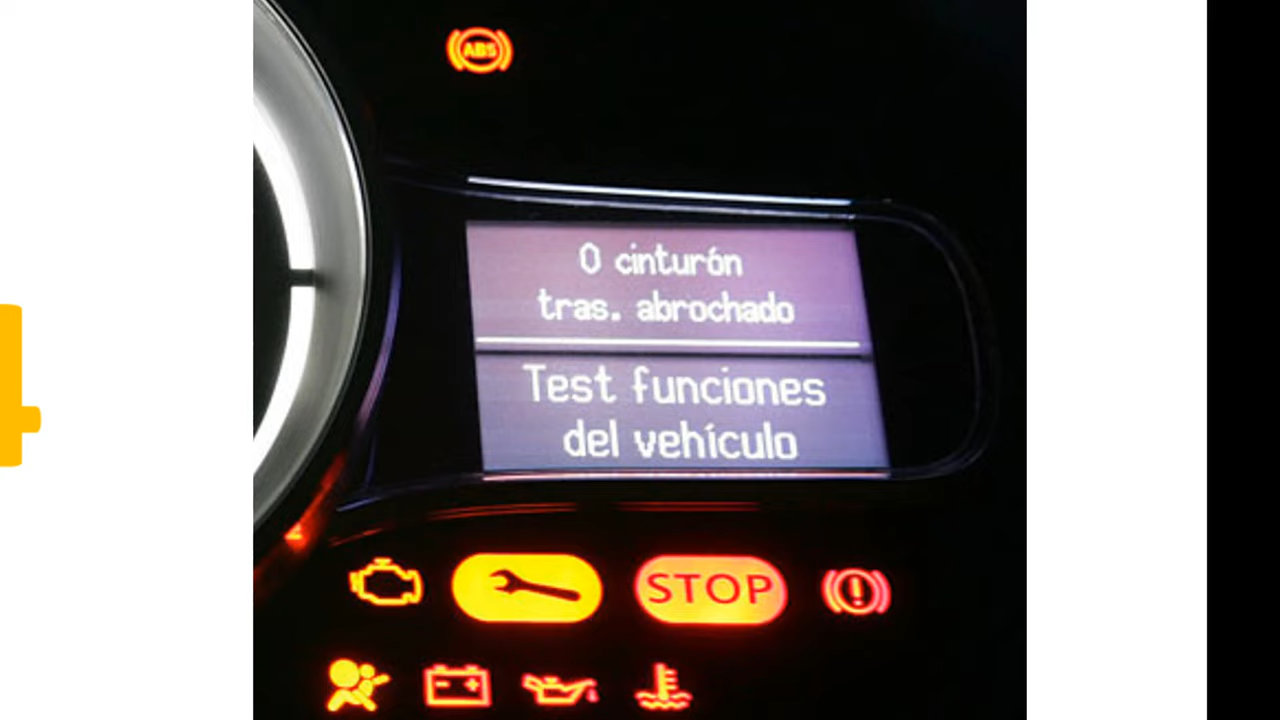 ABS
0 cinturón
tras. abrochado
Test funciones
del vehículo
STOP